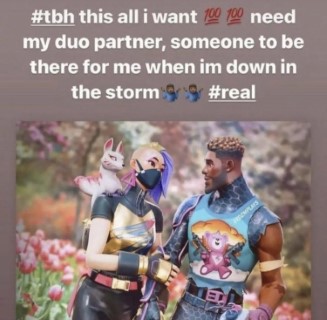 #tbh this all i want 💯 💯 need
my duo partner, someone to be
there for me when im down in
the storm🤷🏾‍♂️🤷🏾‍♂️ #real